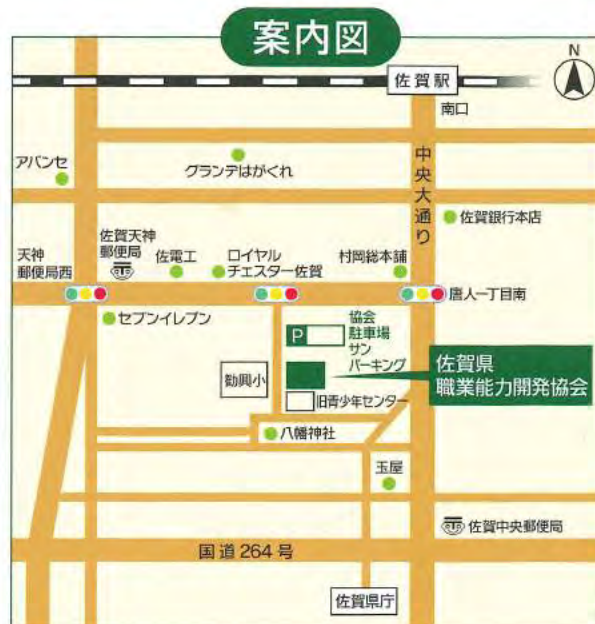 案内図
N
佐賀駅
南口
アバンセ
グランデはがくれ
中央大通り
佐賀銀行本店
天神
郵便局西
佐賀天神
郵便局
佐電工
ロイヤル
チェスター佐賀
村岡総本舗
唐人一丁目南
セブンイレブン
P
協会
駐車場
サン
パーキング
佐賀県
職業能力開発協会
勧興小
旧青少年センター
八幡神社
玉屋
佐賀中央郵便局
国道264号
佐賀県庁